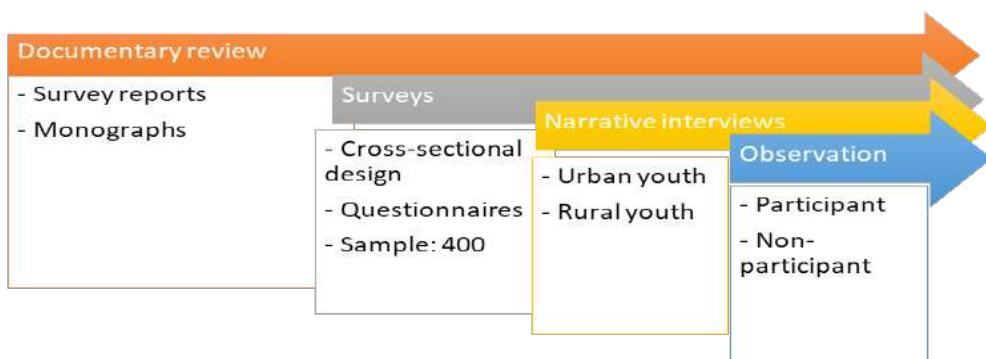 Documentary review
- Survey reports
- Monographs
Surveys
- Cross-sectional
design
- Questionnaires
- Sample: 400
Narrative interviews
- Urban youth
- Rural youth
Observation
- Participant
- Non-
participant